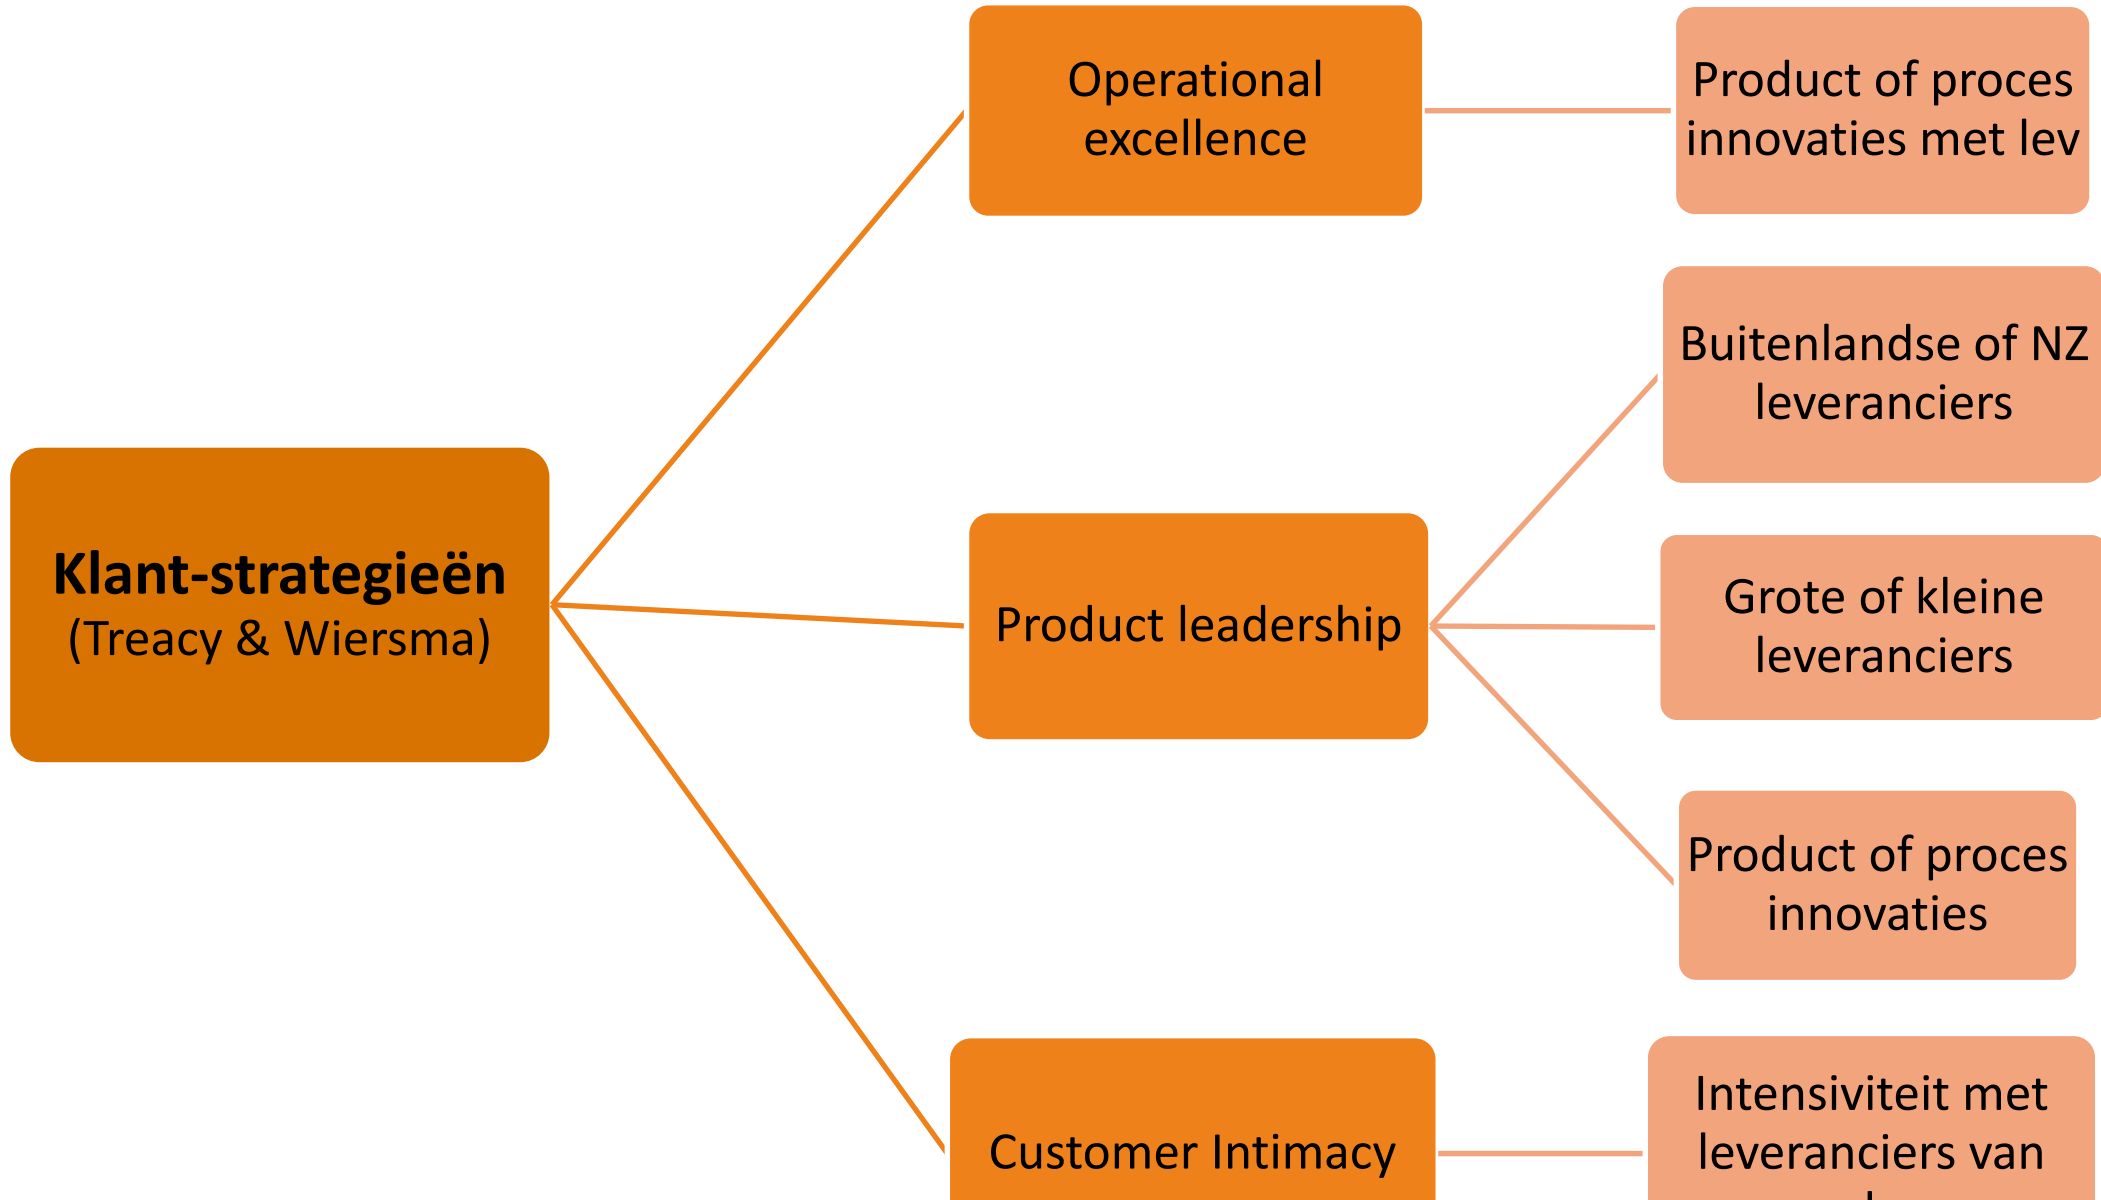 Operational
excellence
Product of proces
innovaties met lev
Buitenlandse of NZ
leveranciers
Klant-strategieën
(Treacy & Wiersma)
Product leadership
Grote of kleine
leveranciers
Product of proces
innovaties
Customer Intimacy
Intensiviteit met
leveranciers van